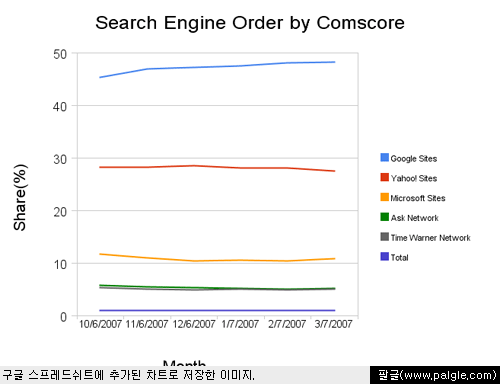 Search Engine Order by Comscore
50
40
30
20
10
0
Share(%)
10/6/2007 11/6/2007 12/6/2007 1/7/2007 2/7/2007 3/7/2007
Month
Google Sites
Yahoo! Sites
Microsoft Sites
Ask Network
Time Warner Network
Total
구글 스프레드쉬트에 추가된 차트로 저장한 이미지.
팔글(www.palgle.com)